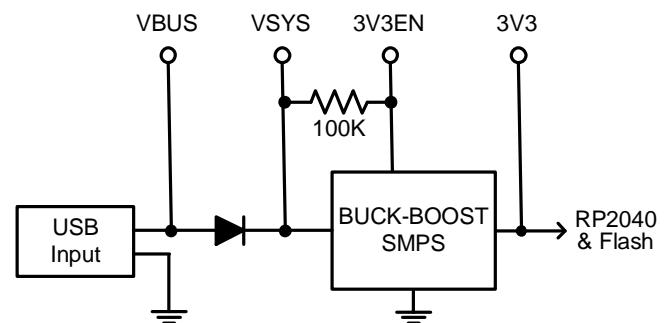 VBUS
VSYS
3V3EN
3V3
100K
USB
Input
BUCK-BOOST
SMPS
RP2040
& Flash